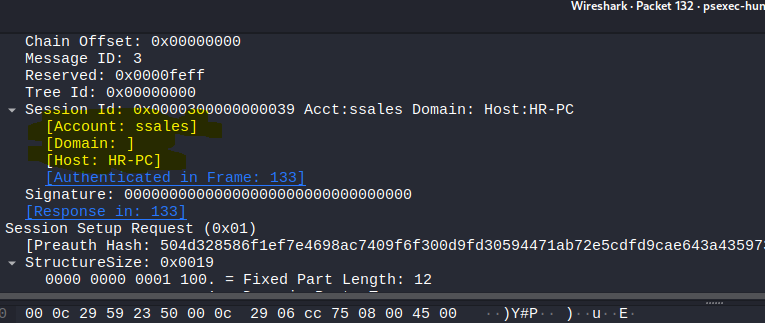 Wireshark · Packet 132 · psexec-hun
Chain Offset: 0x00000000
Message ID: 3
Reserved: 0x0000feff
Tree Id: 0x00000000
Session Id: 0x0000300000000039 Acct:ssales Domain: Host:HR-PC
[Account: ssales]
[Domain: ]
[Host: HR-PC]
[Authenticated in Frame: 133]
Signature: 00000000000000000000000000000000
[Response in: 133]
Session Setup Request (0x01)
[Preauth Hash: 504d328586f1ef7e4698ac7409f6f300d9fd30594471ab72e5cdfd9cae643a435973
StructureSize: 0x0019
0000 0000 0001 100. = Fixed Part Length: 12
00 0c 29 59 23 50 00 0c 29 06 cc 75 08 00 45 00 ··)Y#P·· )··u··E·